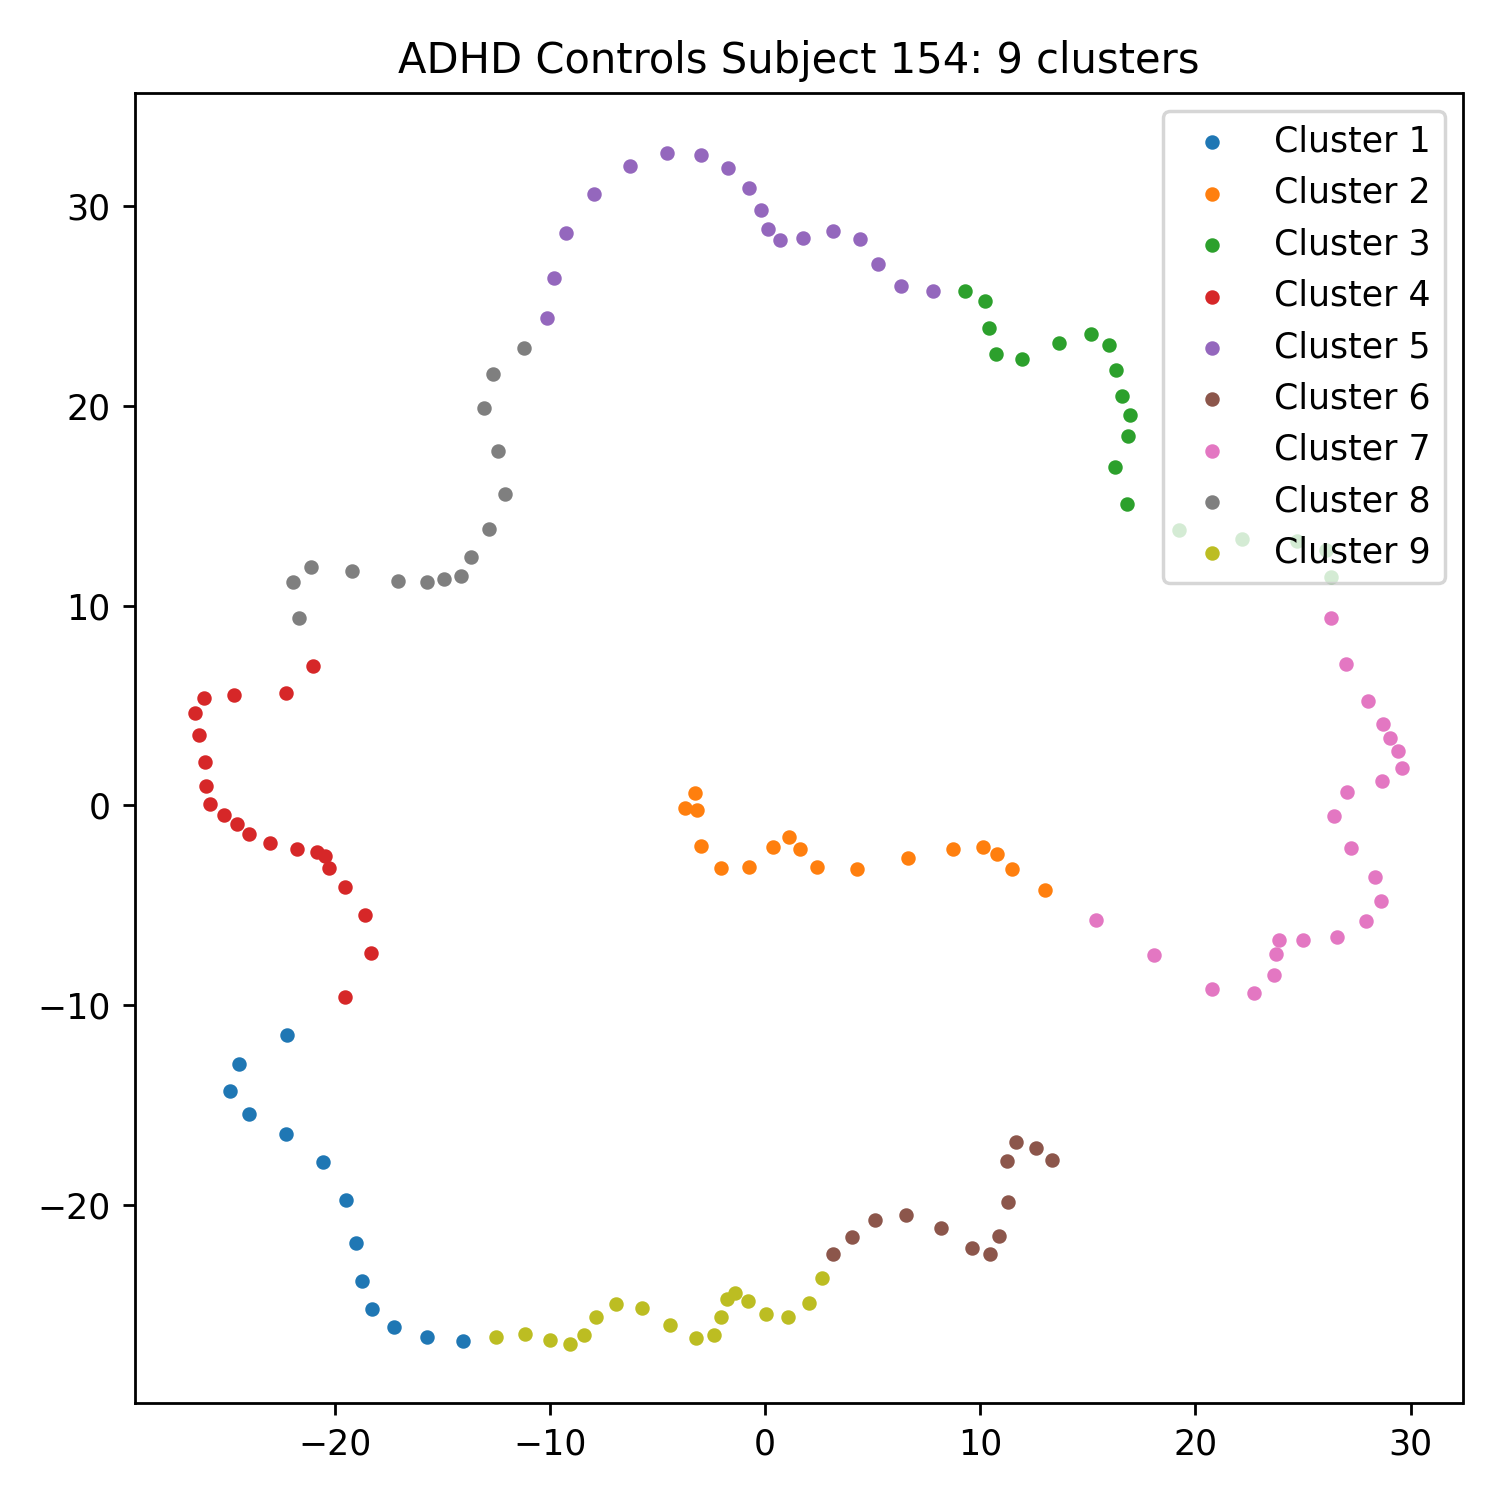 ADHD Controls Subject 154: 9 clusters
Cluster 1
Cluster 2
Cluster 3
Cluster 4
Cluster 5
Cluster 6
Cluster 7
Cluster 8
Cluster 9
30
20
10
0
−10
−20
−20
−10
0
10
20
30